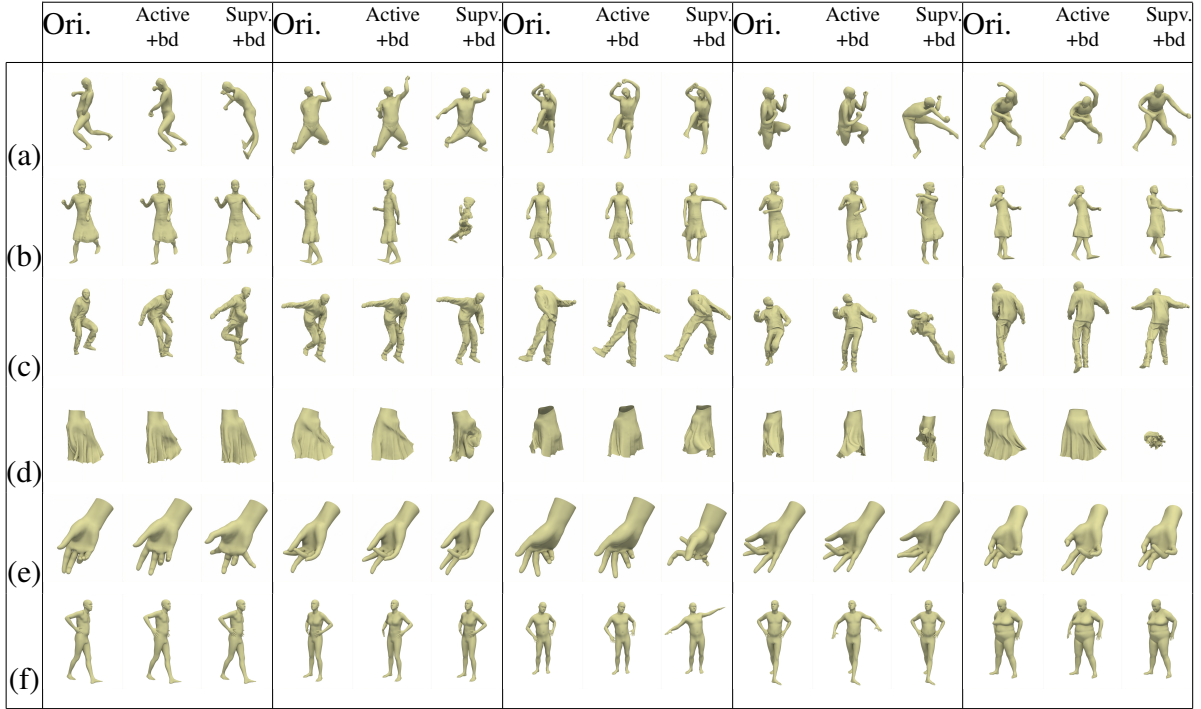 Ori. Active +bd Supv. +bd Ori. Active +bd Supv. +bd Ori. Active +bd Supv. +bd Ori. Active +bd Supv. +bd Ori. Active +bd Supv. +bd
(a)
(b)
(c)
(d)
(e)
(f)